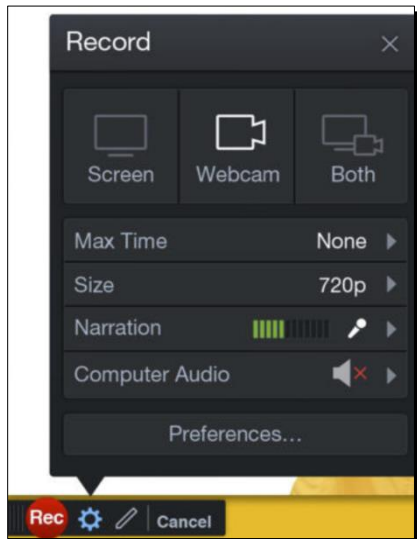 Record
Screen Webcam Both
Max Time None
Size 720p
Narration
Computer Audio
Preferences...
Rec Cancel